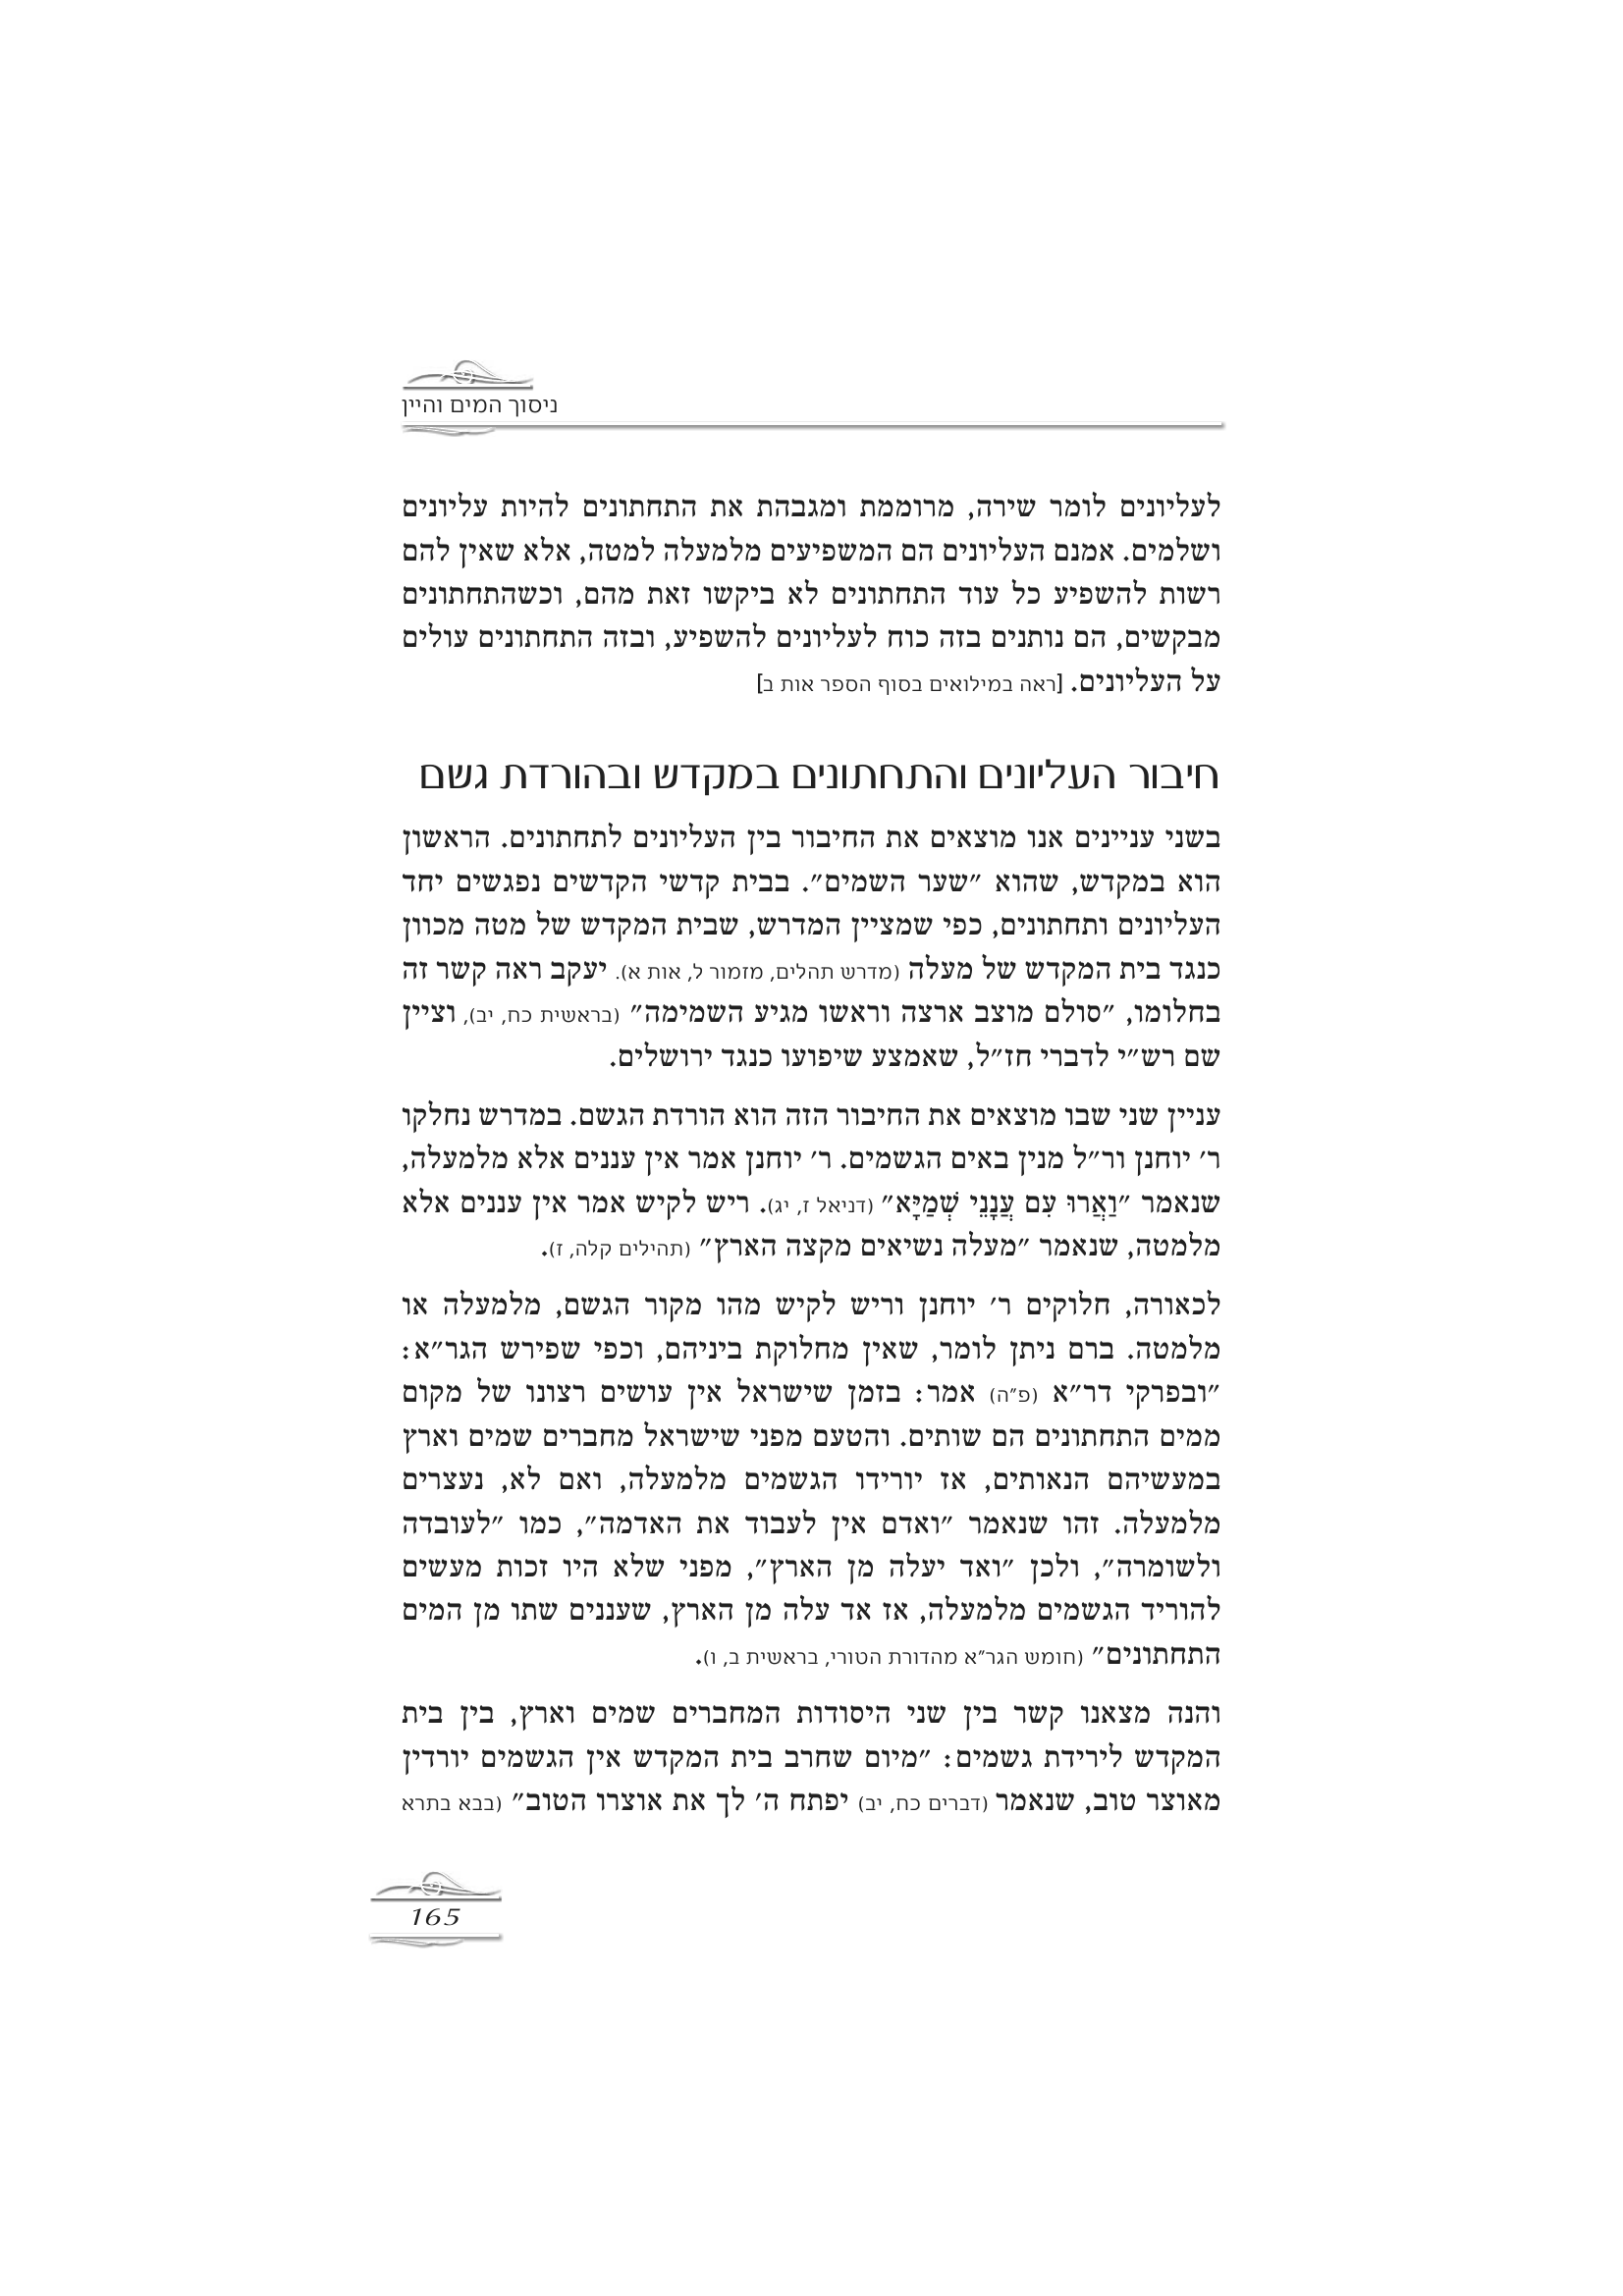 ניסוך המים והיין
לעליונים לומר שירה, מרוממת ומגבהת את התחתונים להיות עליונים
ושלמים. אמנם העליונים הם המשפיעים מלמעלה למטה, אלא שאין להם
רשות להשפיע כל עוד התחתונים לא ביקשו זאת מהם, וכשהתחתונים
מבקשים, הם נותנים בזה כוח לעליונים להשפיע, ובזה התחתונים עולים
על העליונים. [ראה במילואים בסוף הספר אות ב]
חיבור העליונים והתחתונים במקדש ובהורדת גשם
בשני עניינים אנו מוצאים את החיבור בין העליונים לתחתונים. הראשון
הוא במקדש, שהוא ״שער השמים״. בבית קדשי הקדשים נפגשים יחד
העליונים ותחתונים, כפי שמציין המדרש, שבית המקדש של מטה מכוון
כנגד בית המקדש של מעלה (מדרש תהלים, מזמור ל, אות א). יעקב ראה קשר זה
בחלומו, ״סולם מוצב ארצה וראשו מגיע השמימה״ (בראשית כח, יב), וציין
שם רש״י לדברי חז״ל, שאמצע שיפועו כנגד ירושלים.
עניין שני שבו מוצאים את החיבור הזה הוא הורדת הגשם. במדרש נחלקו
ר׳ יוחנן ור״ל מנין באים הגשמים. ר׳ יוחנן אמר אין עננים אלא מלמעלה,
שנאמר ״וַאֲרוּ עִם עֲנָנֵי שְׁמַיָּא״ (דניאל ז, יג). ריש לקיש אמר אין עננים אלא
מלמטה, שנאמר ״מעלה נשיאים מקצה הארץ״ (תהילים קלה, ז).
לכאורה, חלוקים ר׳ יוחנן וריש לקיש מהו מקור הגשם, מלמעלה או
מלמטה. ברם ניתן לומר, שאין מחלוקת ביניהם, וכפי שפירש הגר״א:
״ובפרקי דר״א (פ״ה) אמר: בזמן שישראל אין עושים רצונו של מקום
ממים התחתונים הם שותים. והטעם מפני שישראל מחברים שמים וארץ
במעשיהם הנאותים, אז יורידו הגשמים מלמעלה, ואם לא, נעצרים
מלמעלה. זהו שנאמר ״ואדם אין לעבוד את האדמה״, כמו ״לעובדה
ולשומרה״, ולכן ״ואד יעלה מן הארץ״, מפני שלא היו זכות מעשים
להוריד הגשמים מלמעלה, אז אד עלה מן הארץ, שעננים שתו מן המים
התחתונים״ (חומש הגר״א מהדורת הטורי, בראשית ב, ו).
והנה מצאנו קשר בין שני היסודות המחברים שמים וארץ, בין בית
המקדש לירידת גשמים: ״מיום שחרב בית המקדש אין הגשמים יורדין
מאוצר טוב, שנאמר (דברים כח, יב) יפתח ה׳ לך את אוצרו הטוב״ (בבא בתרא
165